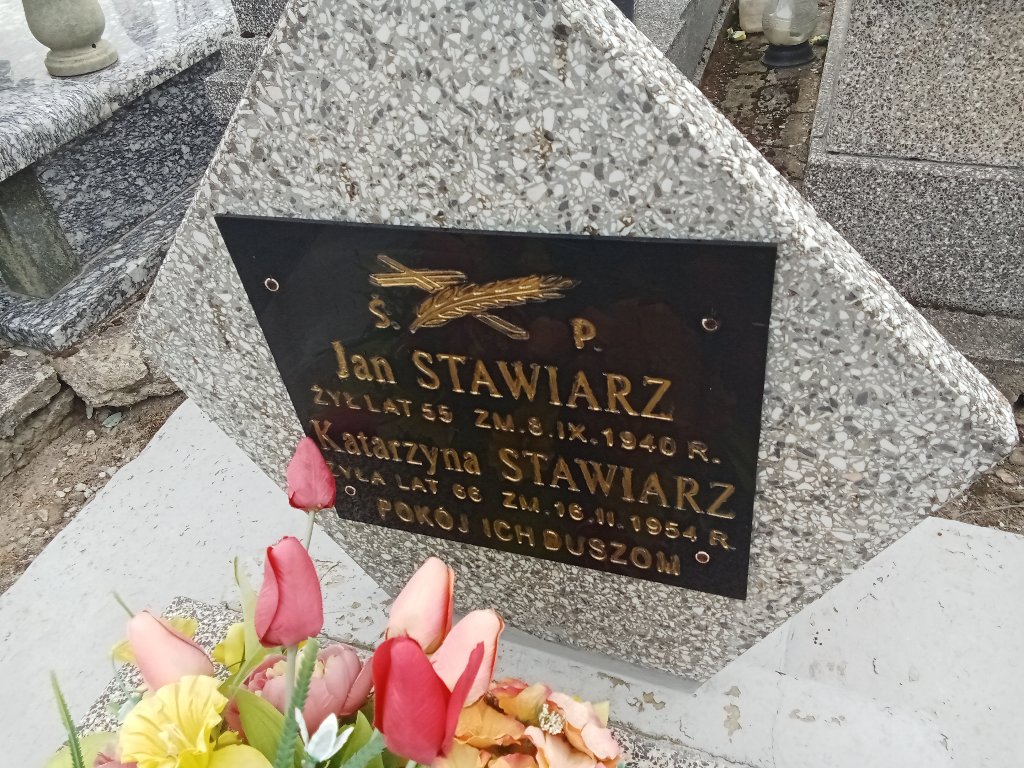 Ś. P.
Jan STAWIARZ
ŻYŁ LAT 55 ZM. 8.IX.1940 R.
Katarzyna STAWIARZ
ŻYŁA LAT 66 ZM. 16.II.1954 R.
POKÓJ ICH DUSZOM